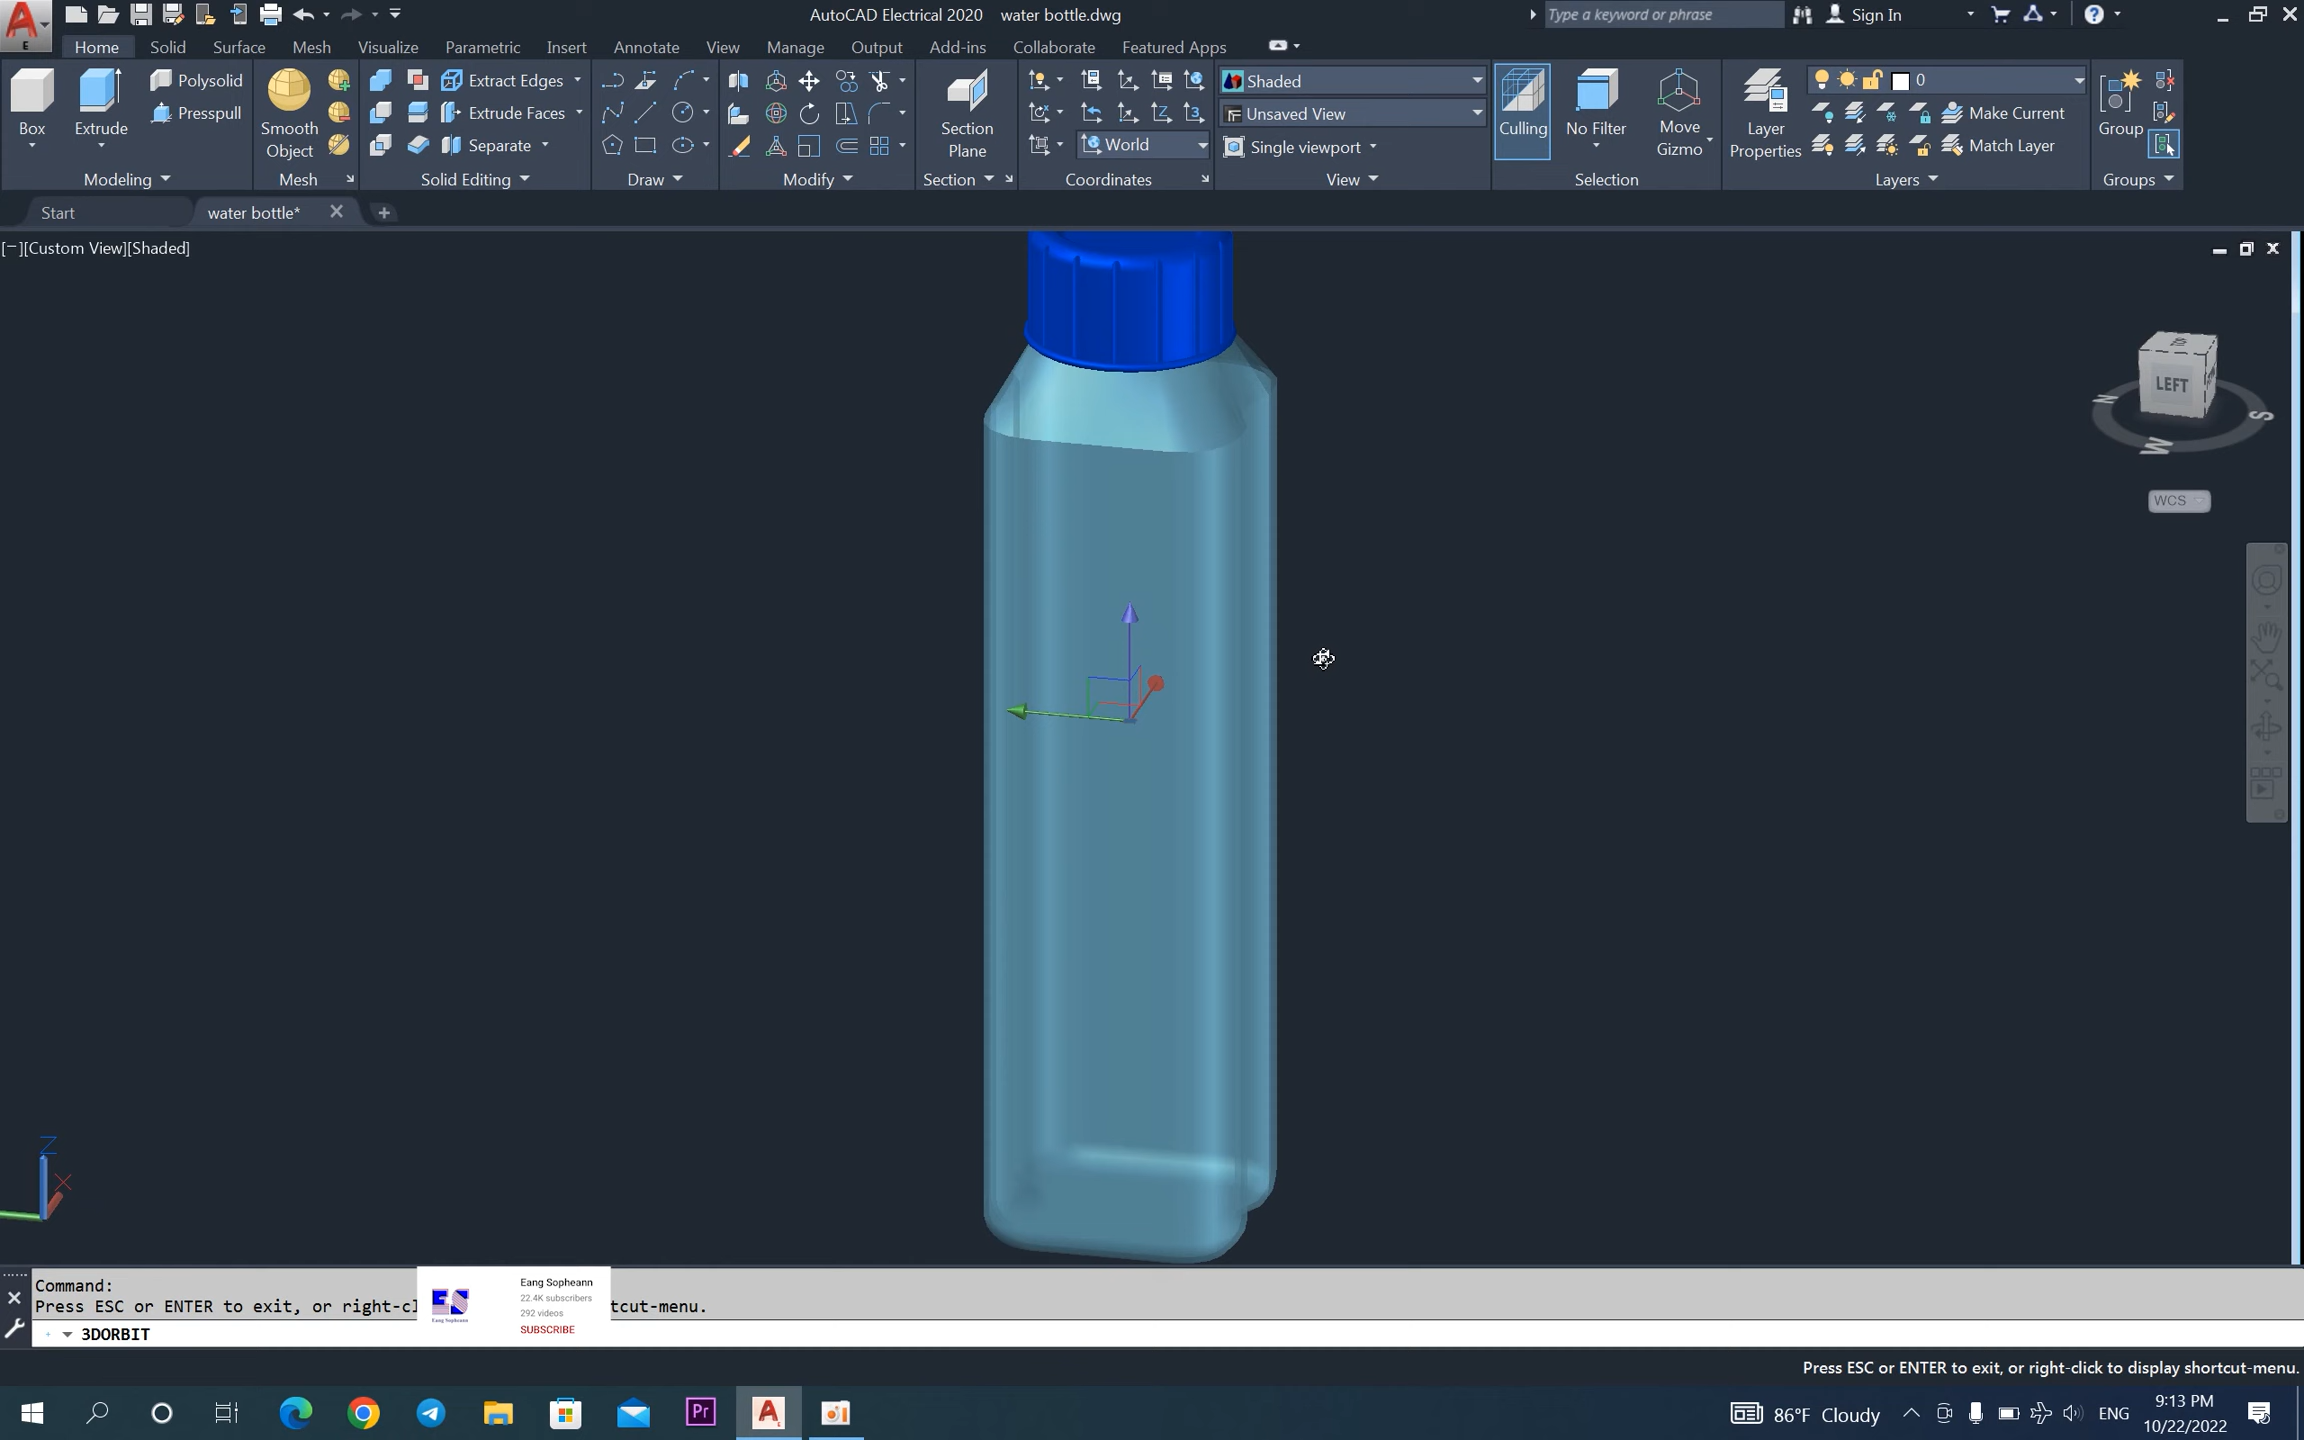 AutoCAD Electrical 2020 water bottle.dwg
Type a keyword or phrase
Sign In
Home Solid Surface Mesh Visualize Parametric Insert Annotate View Manage Output Add-ins Collaborate Featured Apps
E
Box
Extrude
Polysolid
Presspull
Modeling
Smooth
Object
Mesh
Extract Edges
Extrude Faces
Separate
Solid Editing
Draw
Modify
Section
Plane
Section
World
Coordinates
Shaded
Unsaved View
Single viewport
View
Culling
No Filter
Move
Gizmo
Selection
Layer
Properties
0
Make Current
Match Layer
Layers
Group
Groups
Start
water bottle*
[−][Custom View][Shaded]
LEFT
N
S
W
WCS
Z
X
Command:
Press ESC or ENTER to exit, or right-cl
tcut-menu.
3DORBIT
Eang Sopheann
22.4K subscribers
292 videos
SUBSCRIBE
ES
Eang Sopheann
Press ESC or ENTER to exit, or right-click to display shortcut-menu.
Pr
A
86°F Cloudy
ENG
9:13 PM
10/22/2022